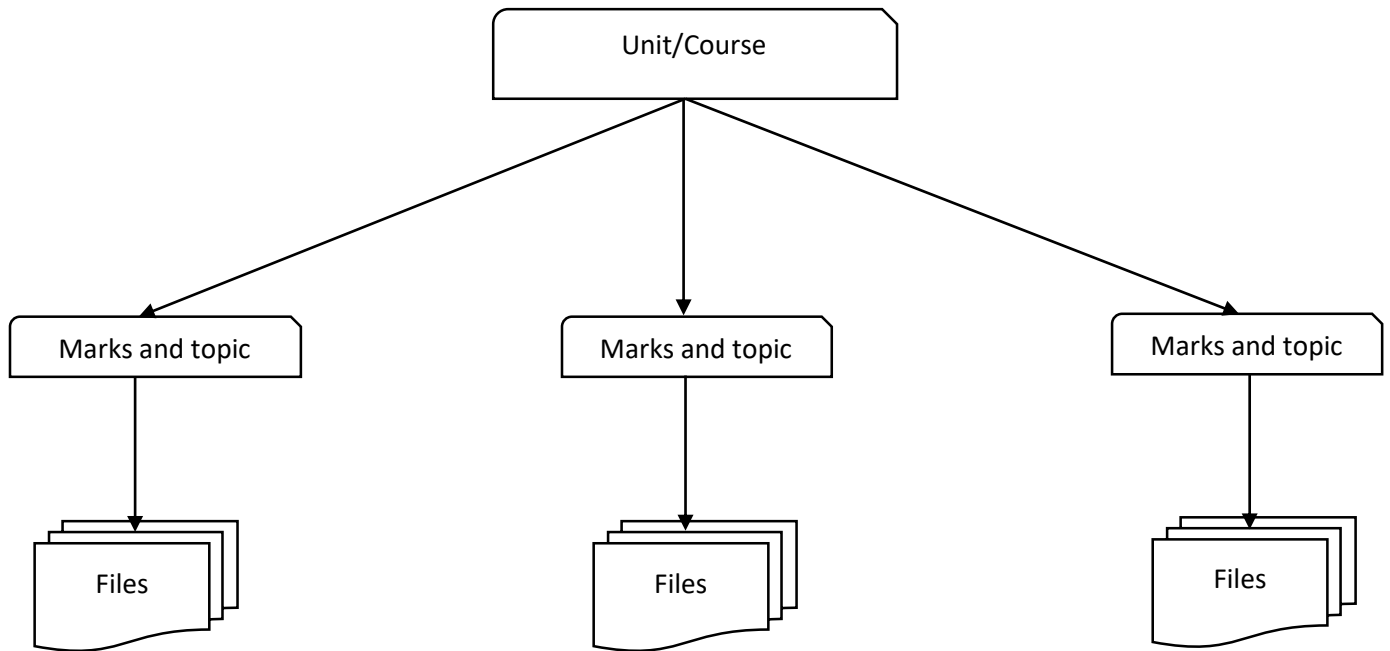 Unit/Course
Marks and topic
Marks and topic
Marks and topic
Files
Files
Files